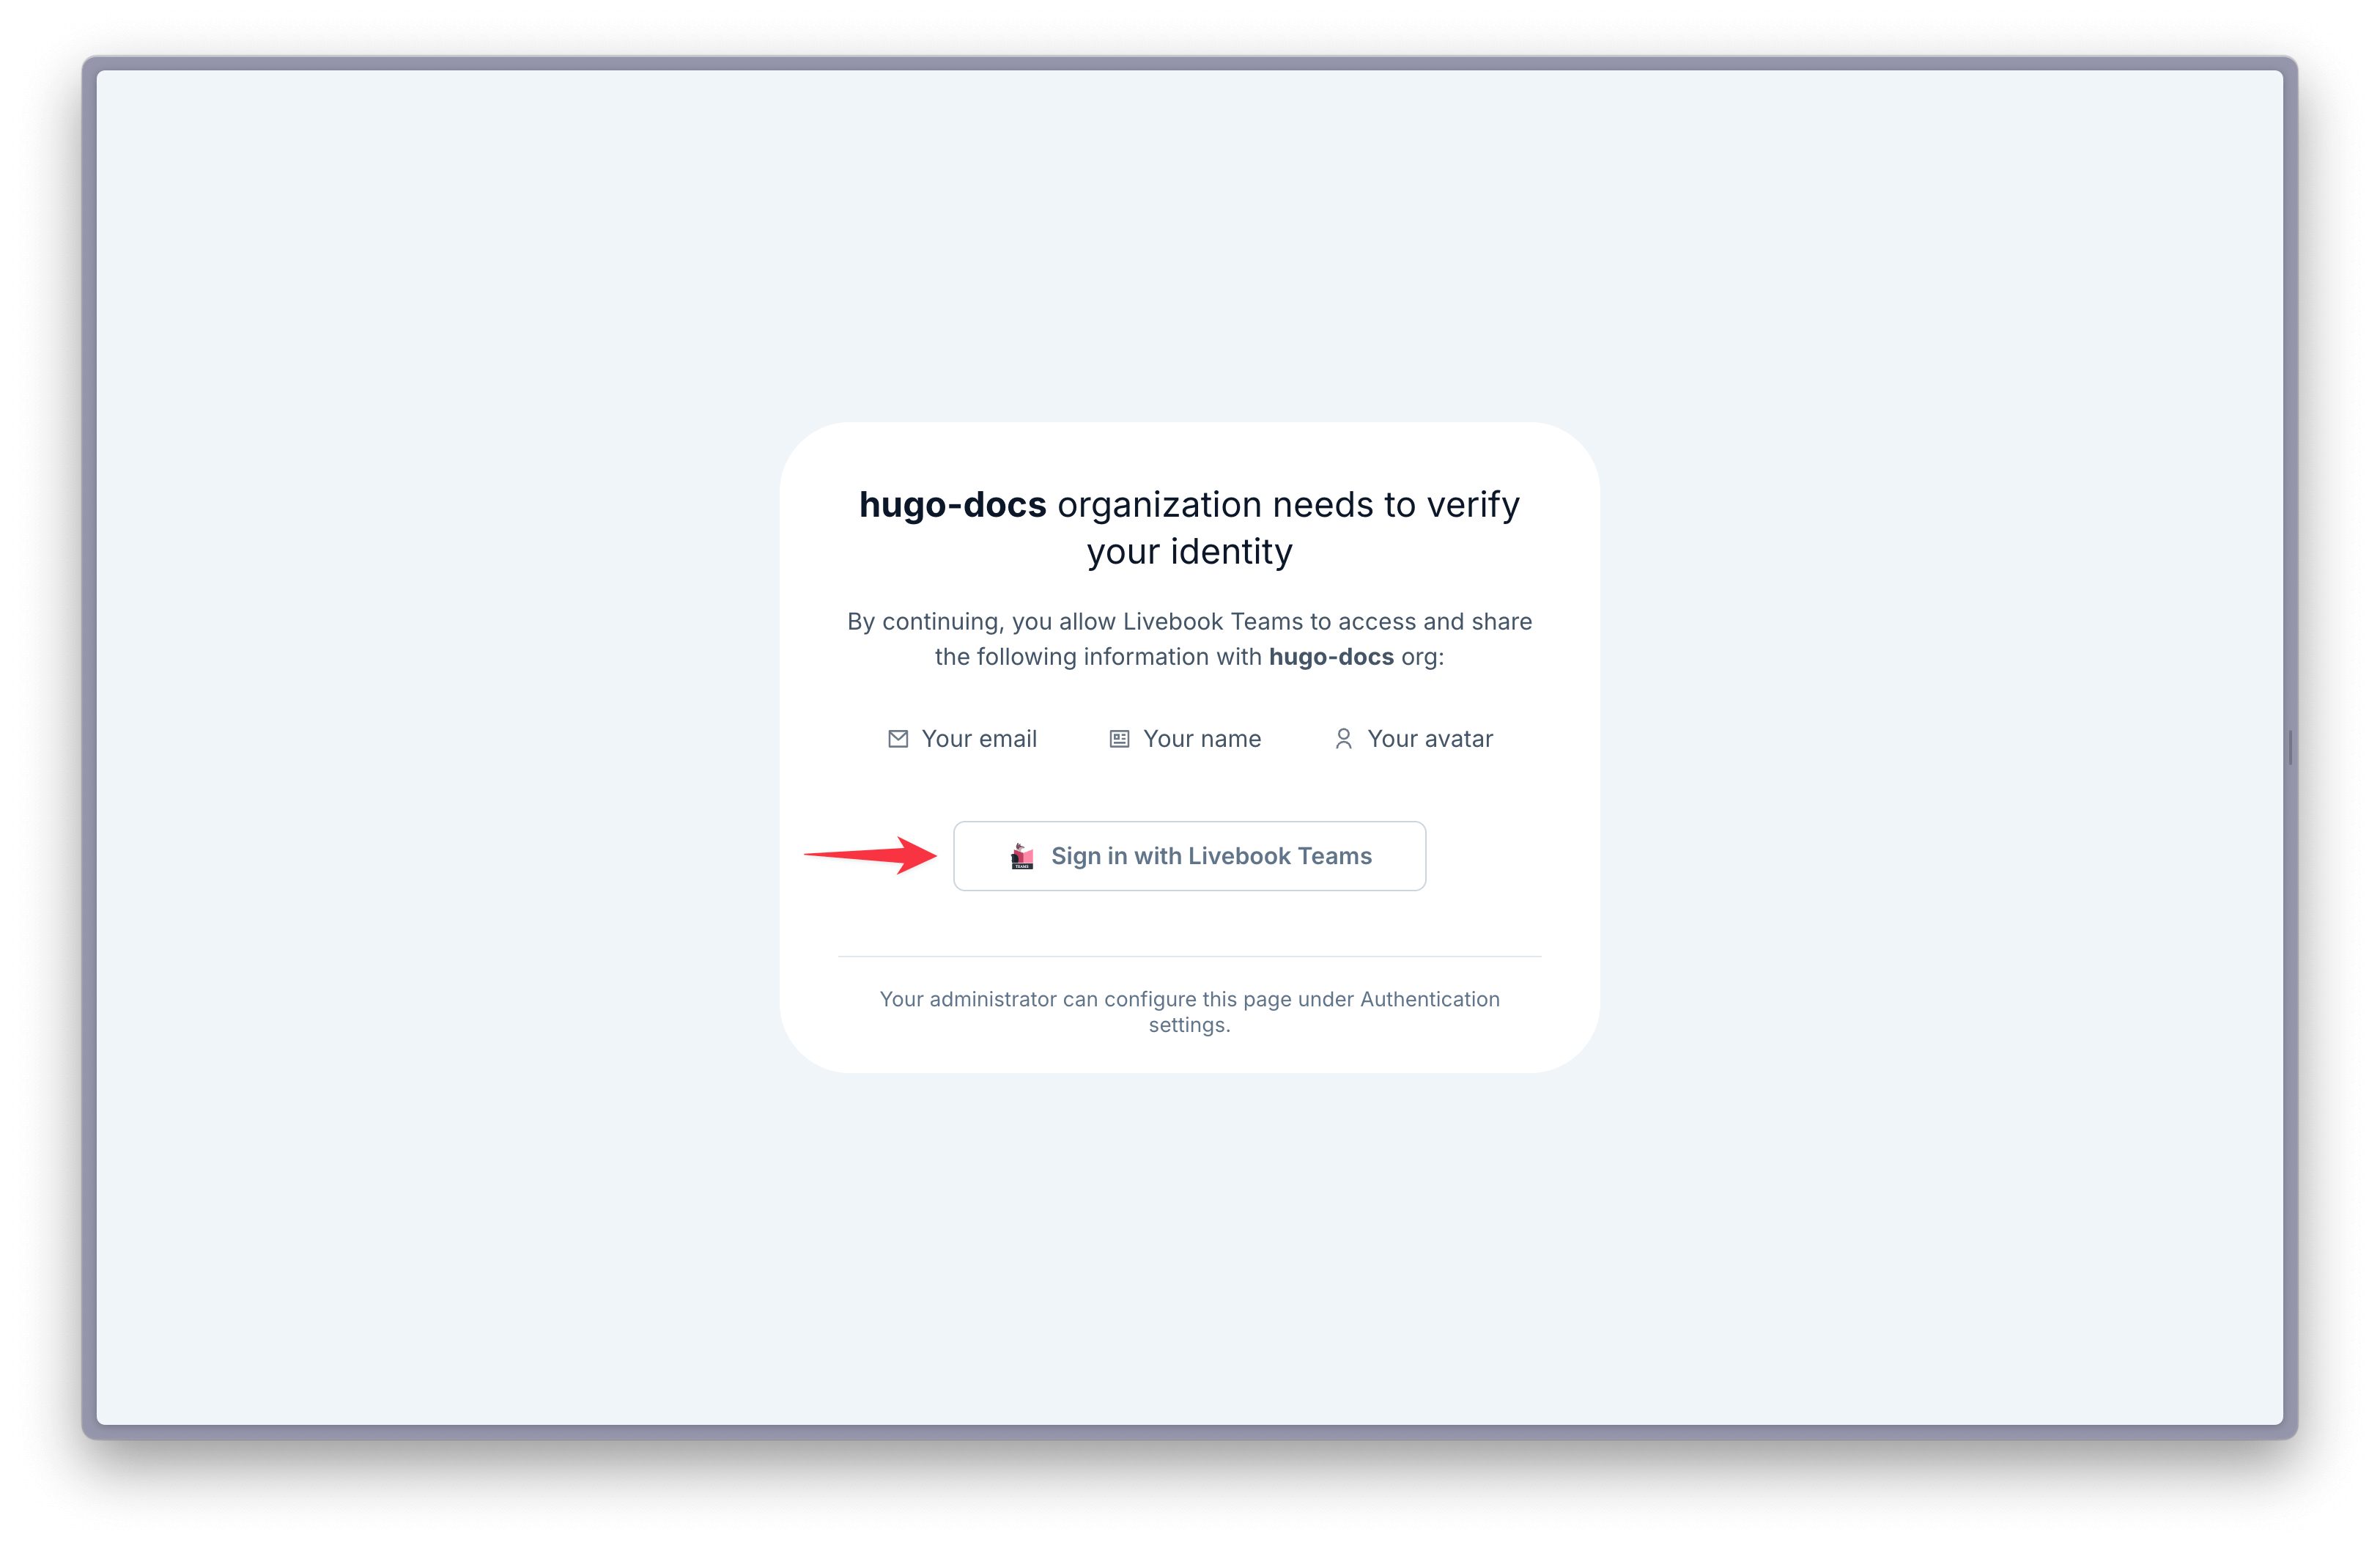 hugo-docs organization needs to verify
your identity
By continuing, you allow Livebook Teams to access and share
the following information with hugo-docs org:
Your email Your name Your avatar
TEAMS Sign in with Livebook Teams
Your administrator can configure this page under Authentication
settings.